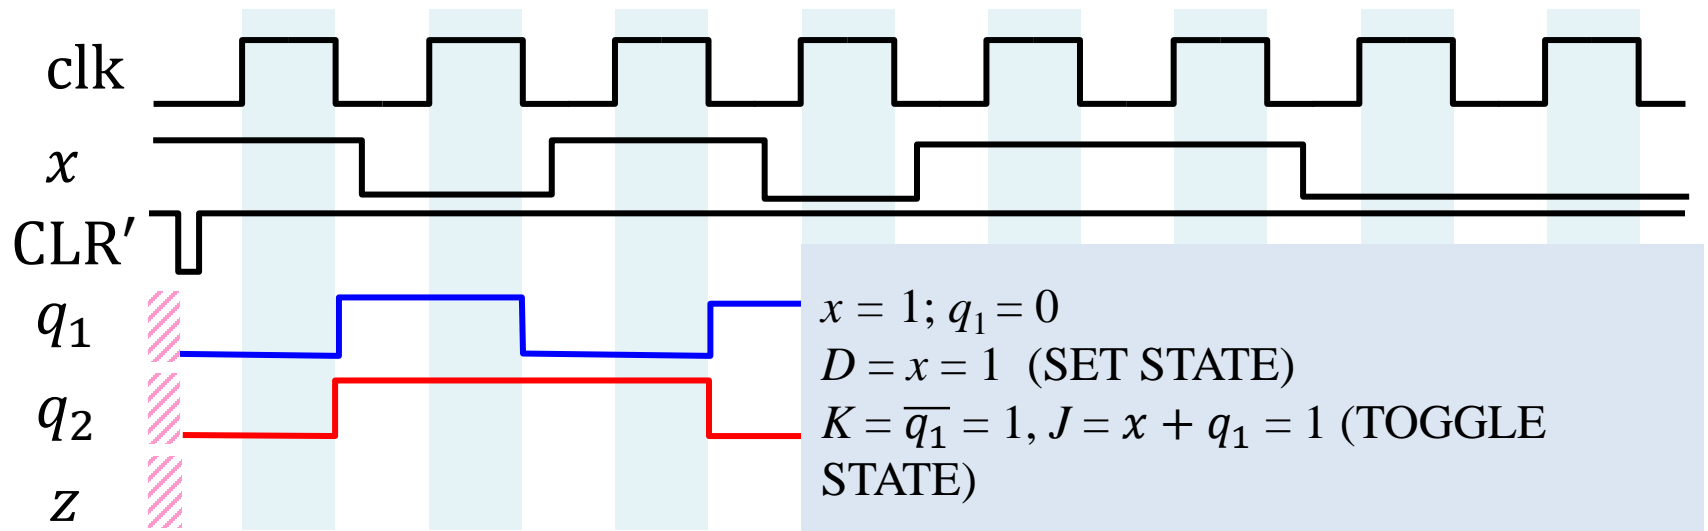 clk
x
CLR′
q₁
q₂
z
x = 1; q₁ = 0
D = x = 1 (SET STATE)
K = q̅₁̅ = 1, J = x + q₁ = 1 (TOGGLE
STATE)